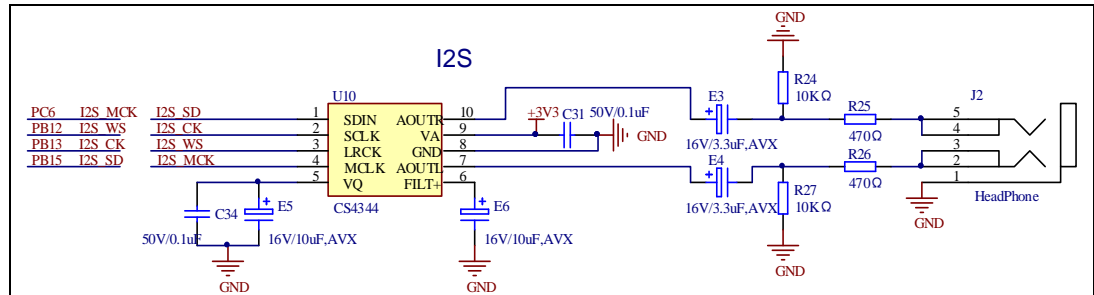 I2S
GND
R24
10KΩ
E3
16V/3.3uF,AVX
R25
470Ω
J2
5
4
3
2
1
HeadPhone
U10
PC6 I2S_MCK I2S_SD 1 SDIN AOUTR 10
PB12 I2S_WS I2S_CK 2 SCLK VA 9
PB13 I2S_CK I2S_WS 3 LRCK GND 8
PB15 I2S_SD I2S_MCK 4 MCLK AOUTL 7
5 VQ FILT+ 6
CS4344
+3V3
C31
50V/0.1uF
GND
E4
16V/3.3uF,AVX
R26
470Ω
R27
10KΩ
GND
GND
C34
50V/0.1uF
E5
16V/10uF,AVX
GND
E6
16V/10uF,AVX
GND